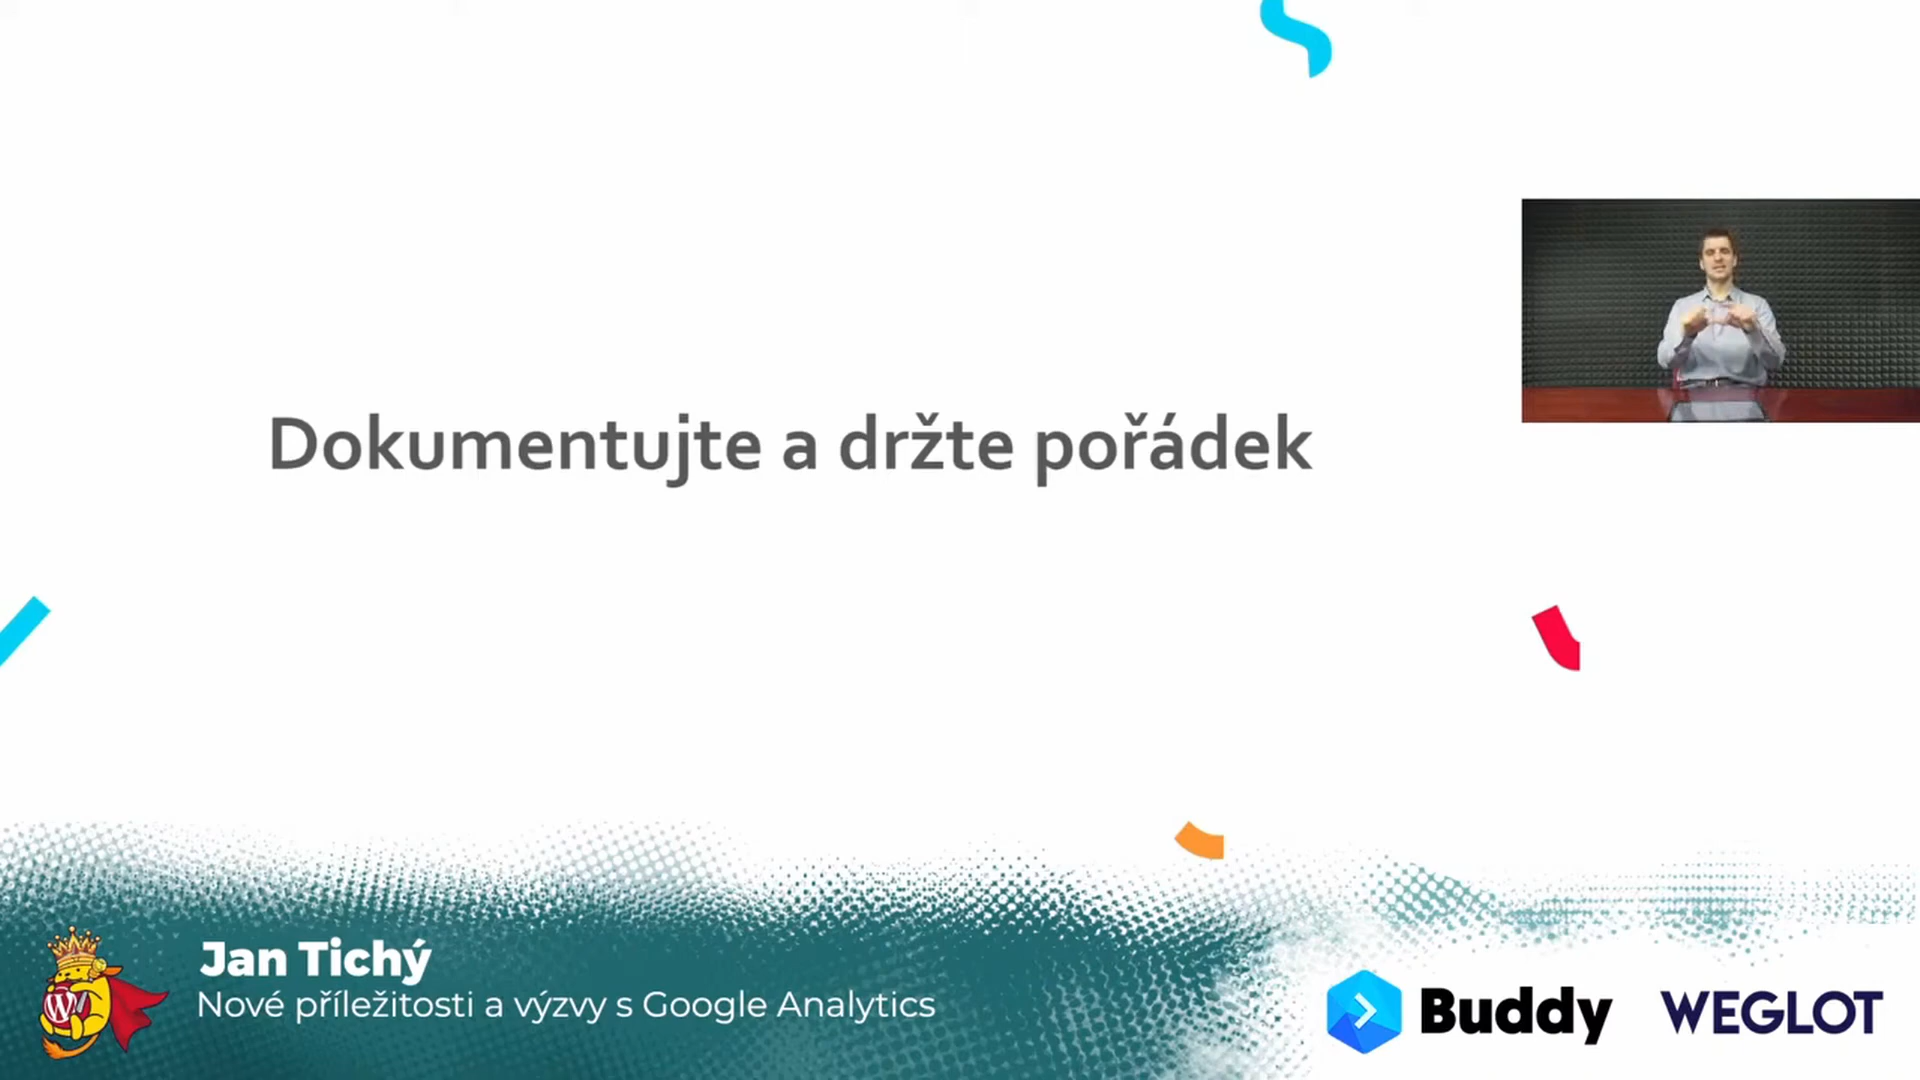 Dokumentujte a držte pořádek
Jan Tichý
Nové příležitosti a výzvy s Google Analytics
Buddy
WEGLOT